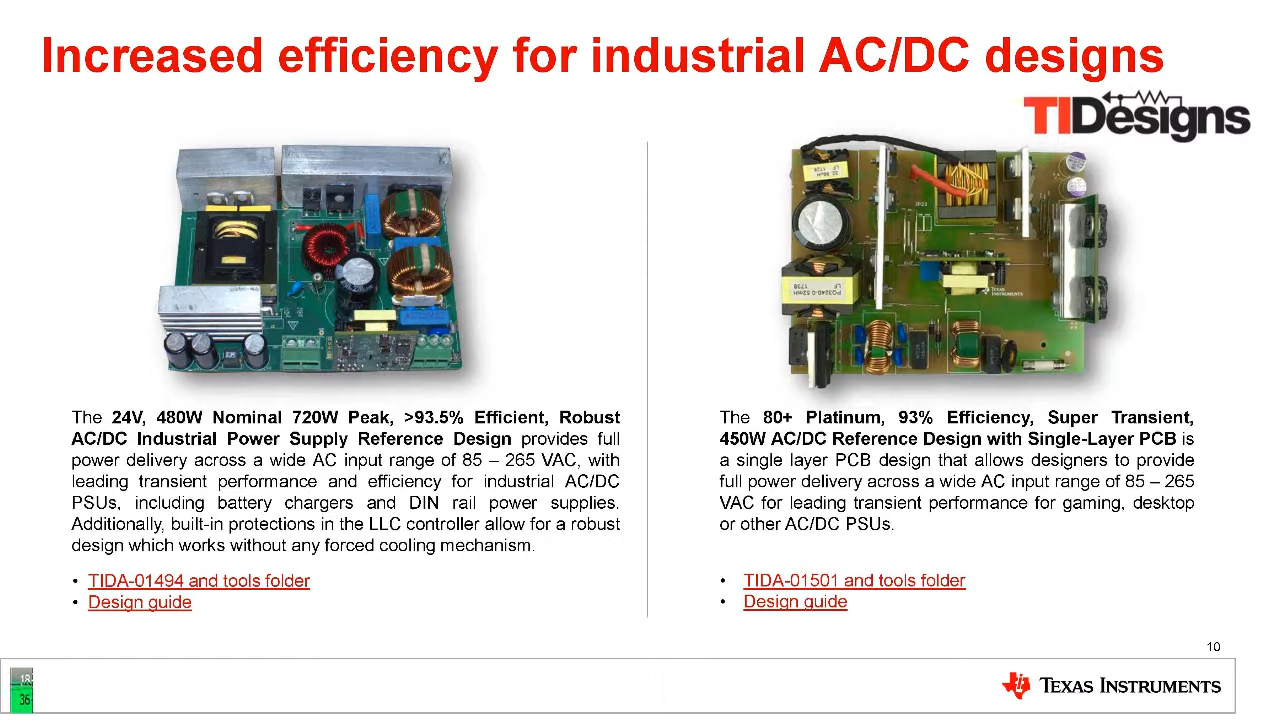 Increased efficiency for industrial AC/DC designs
TIDesigns
The 24V, 480W Nominal 720W Peak, >93.5% Efficient, Robust
AC/DC Industrial Power Supply Reference Design provides full
power delivery across a wide AC input range of 85 – 265 VAC, with
leading transient performance and efficiency for industrial AC/DC
PSUs, including battery chargers and DIN rail power supplies.
Additionally, built-in protections in the LLC controller allow for a robust
design which works without any forced cooling mechanism.
• TIDA-01494 and tools folder
• Design guide
TEXAS
INSTRUMENTS
The 80+ Platinum, 93% Efficiency, Super Transient,
450W AC/DC Reference Design with Single-Layer PCB is
a single layer PCB design that allows designers to provide
full power delivery across a wide AC input range of 85 – 265
VAC for leading transient performance for gaming, desktop
or other AC/DC PSUs.
• TIDA-01501 and tools folder
• Design guide
10
18
36
TEXAS INSTRUMENTS